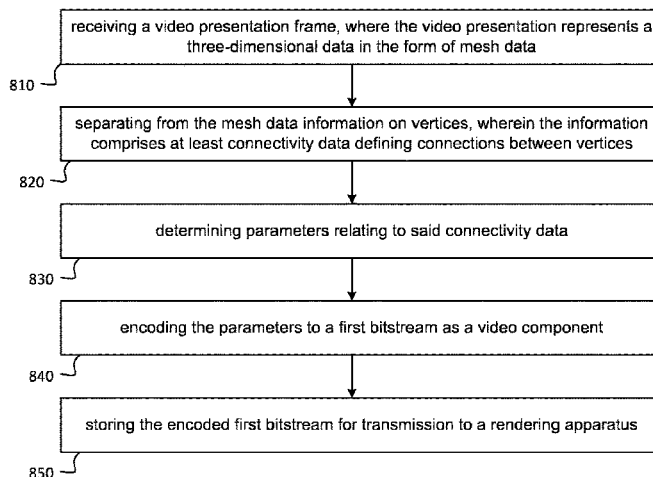 receiving a video presentation frame, where the video presentation represents a
three-dimensional data in the form of mesh data
810
separating from the mesh data information on vertices, wherein the information
comprises at least connectivity data defining connections between vertices
820
determining parameters relating to said connectivity data
830
encoding the parameters to a first bitstream as a video component
840
storing the encoded first bitstream for transmission to a rendering apparatus
850